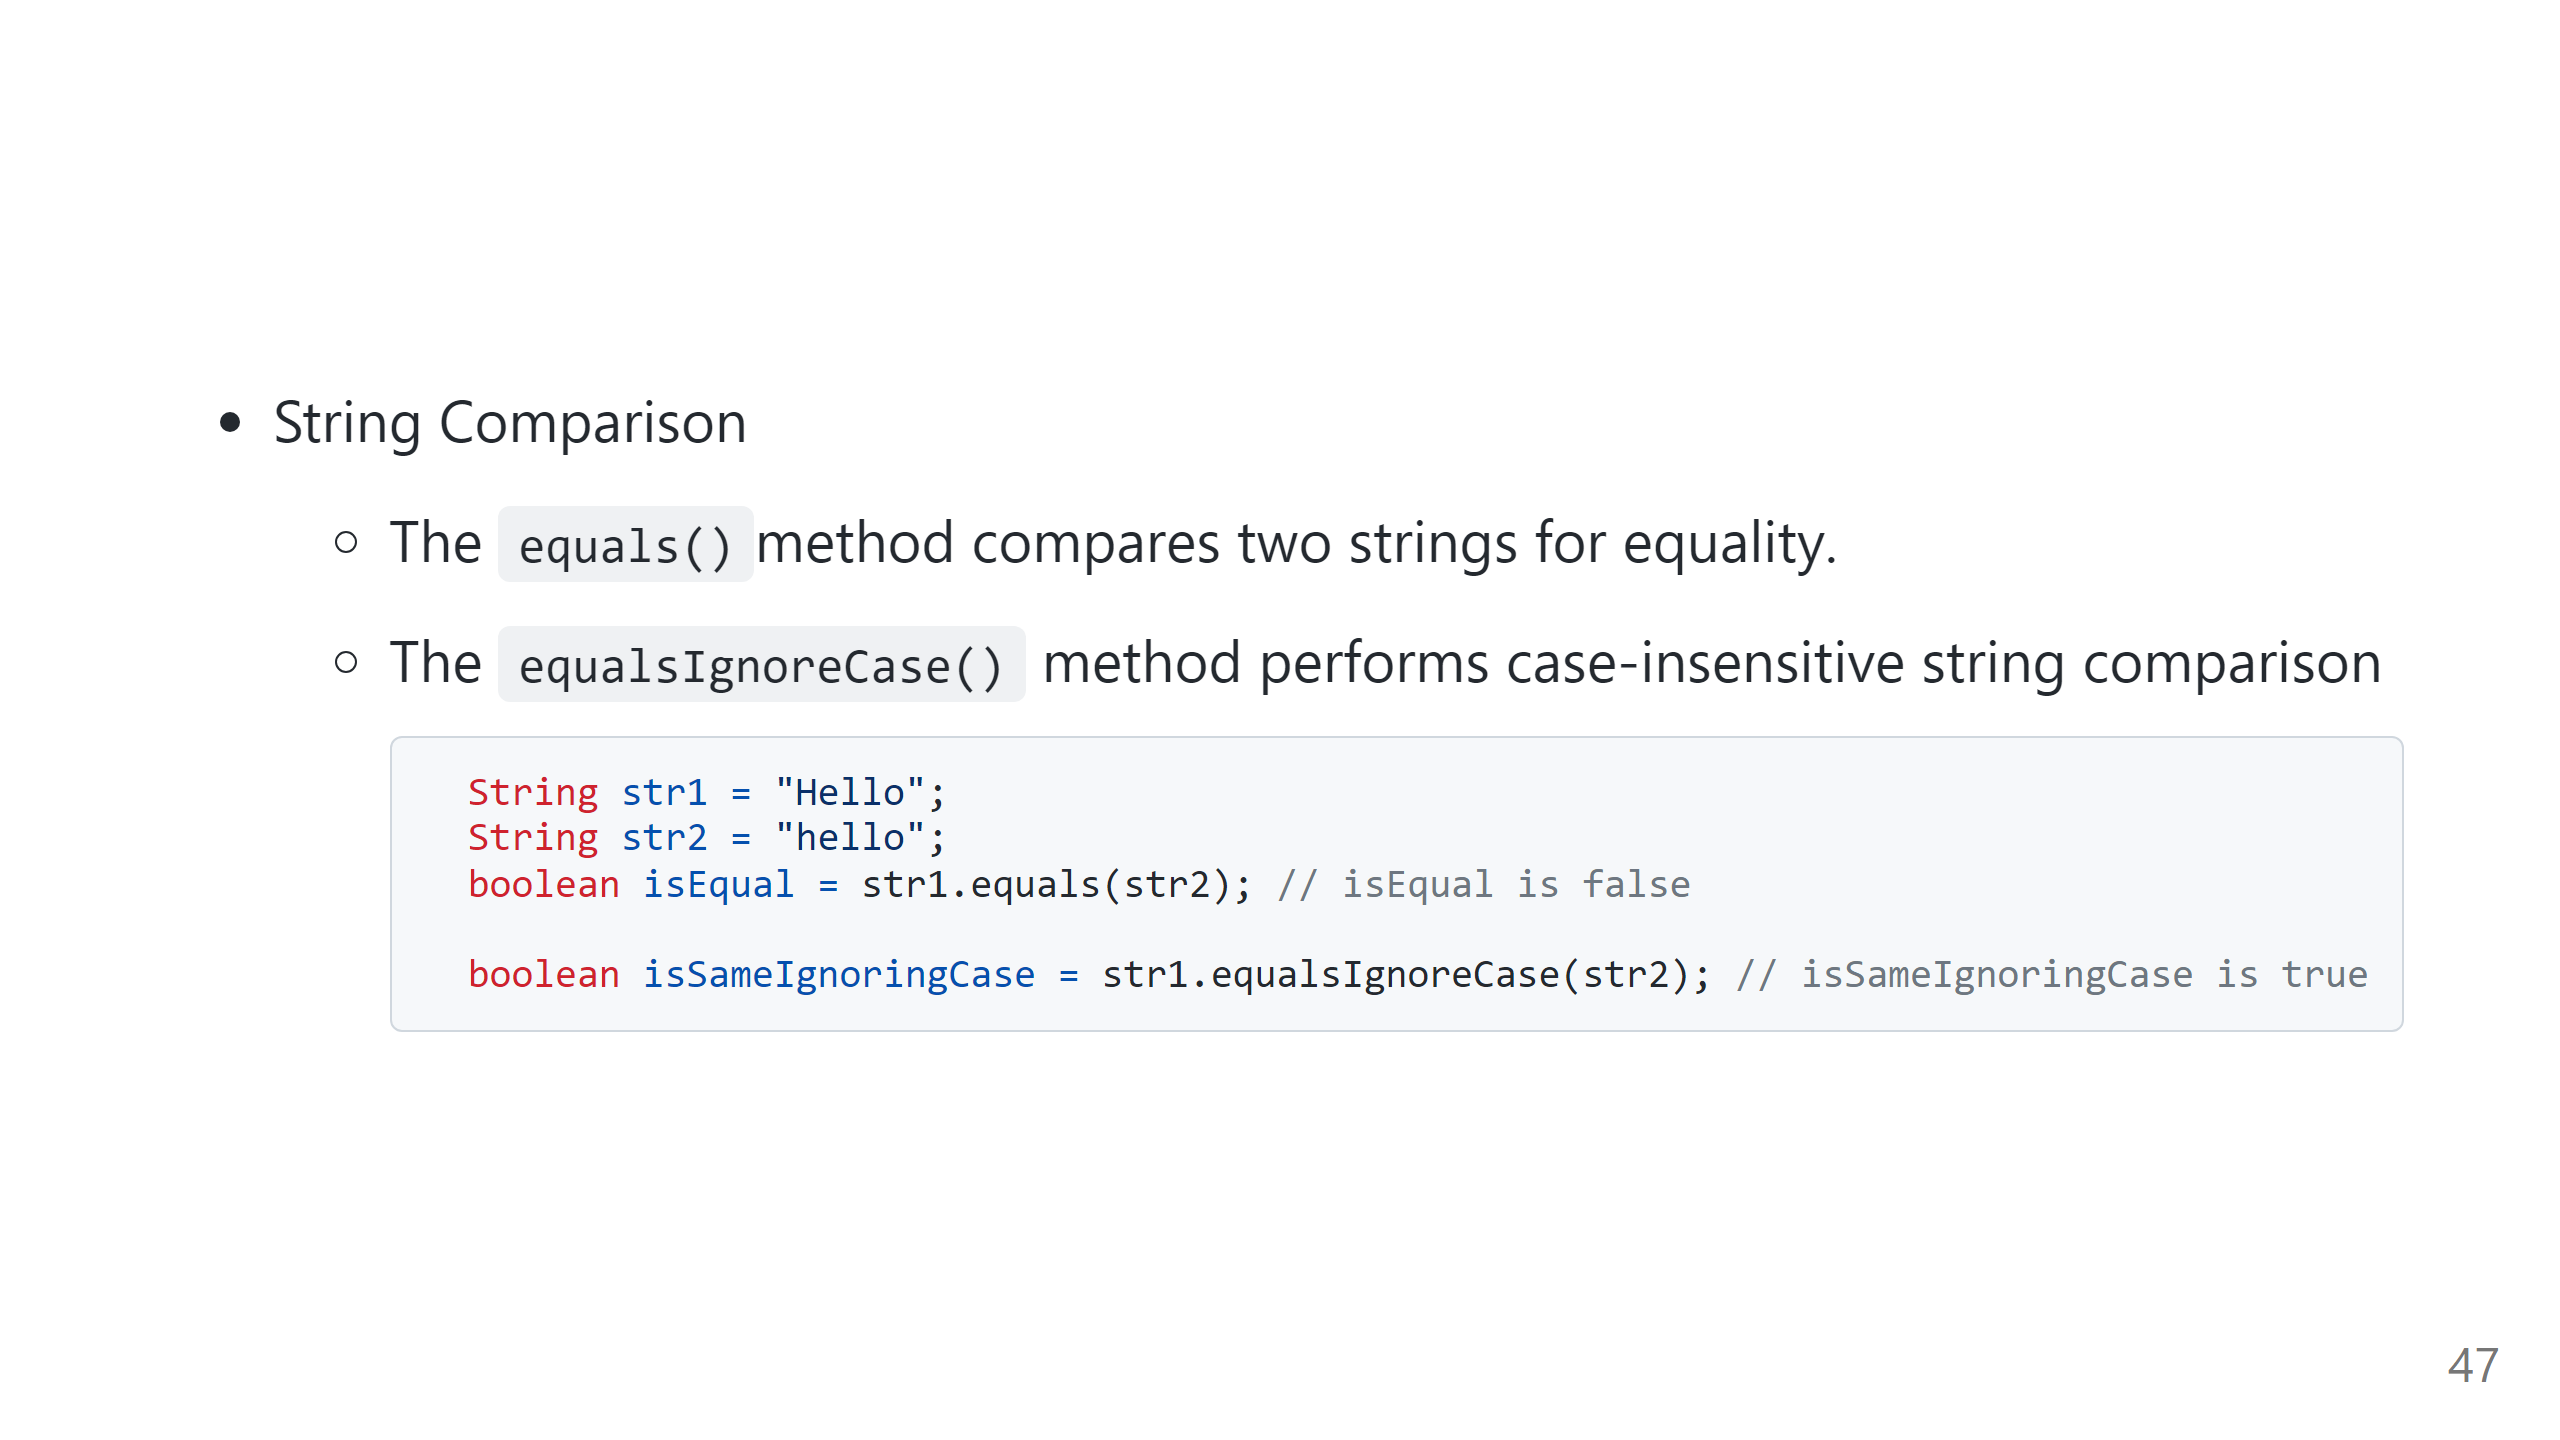 String Comparison
The equals() method compares two strings for equality.
The equalsIgnoreCase() method performs case-insensitive string comparison
String str1 = "Hello";
String str2 = "hello";
boolean isEqual = str1.equals(str2); // isEqual is false
boolean isSameIgnoringCase = str1.equalsIgnoreCase(str2); // isSameIgnoringCase is true
47